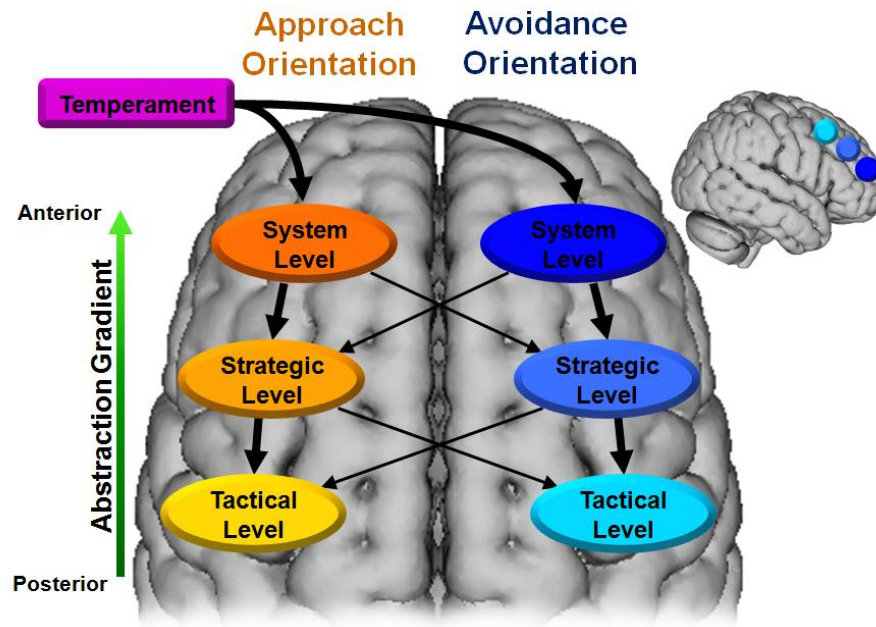 Approach
Orientation
Avoidance
Orientation
Temperament
Anterior
System
Level
System
Level
Abstraction Gradient
Strategic
Level
Strategic
Level
Tactical
Level
Tactical
Level
Posterior